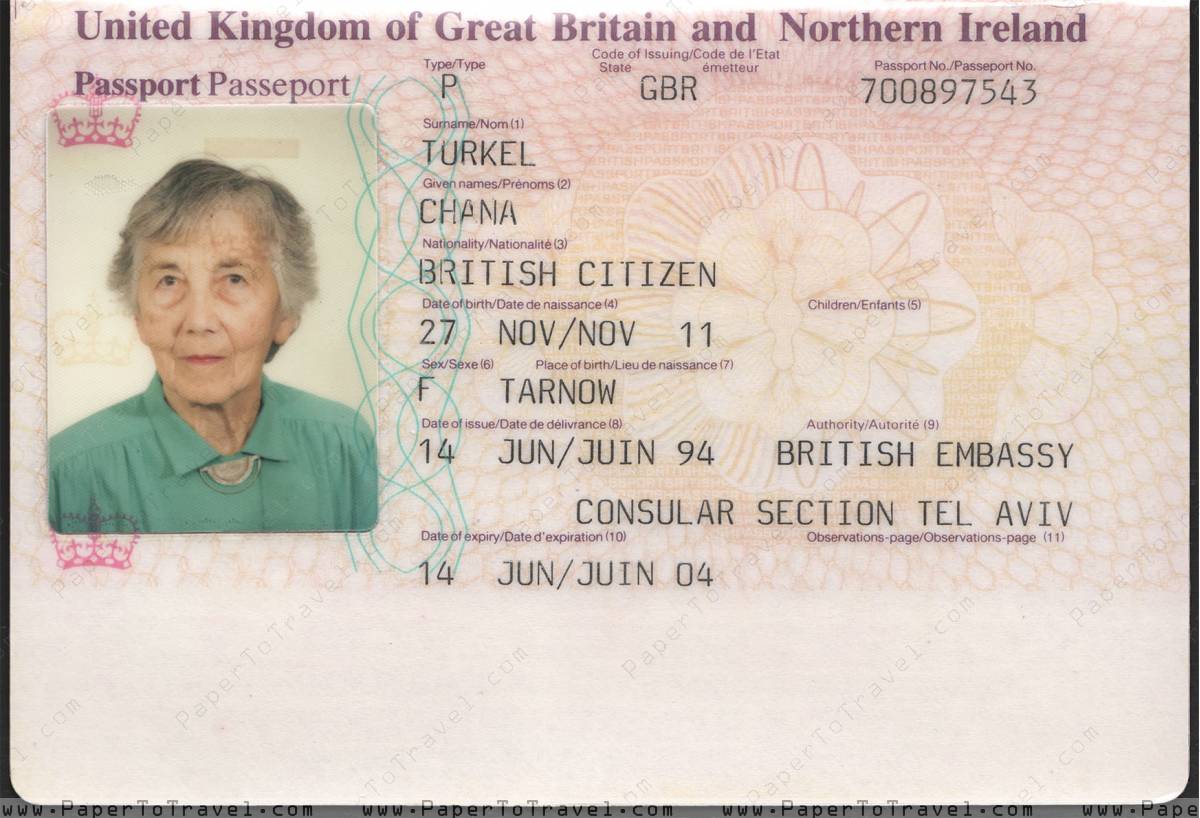 United Kingdom of Great Britain and Northern Ireland
Passport Passeport
Type/Type
Code of Issuing/Code de l'Etat
State émetteur
Passport No./Passeport No.
P GBR 700897543
Surname/Nom (1)
TURKEL
Given names/Prénoms (2)
CHANA
Nationality/Nationalité (3)
BRITISH CITIZEN
Date of birth/Date de naissance (4)
Children/Enfants (5)
27 NOV/NOV 11
Sex/Sexe (6) Place of birth/Lieu de naissance (7)
F TARNOW
Date of issue/Date de délivrance (8)
Authority/Autorité (9)
14 JUN/JUIN 94 BRITISH EMBASSY
CONSULAR SECTION TEL AVIV
Date of expiry/Date d'expiration (10)
Observations-page/Observations-page (11)
14 JUN/JUIN 04
PaperToTravel.com
www.PaperToTravel.com www.PaperToTravel.com www.PaperToTravel.com www.Pape